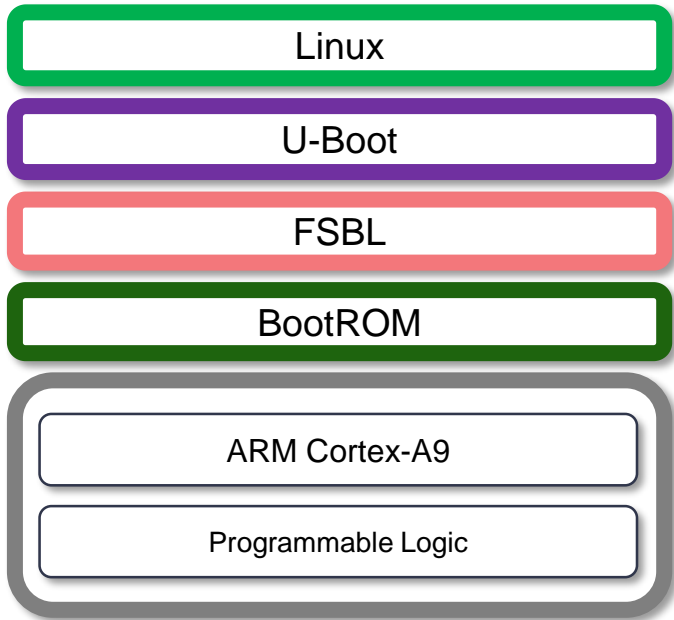 Linux
U-Boot
FSBL
BootROM
ARM Cortex-A9
Programmable Logic